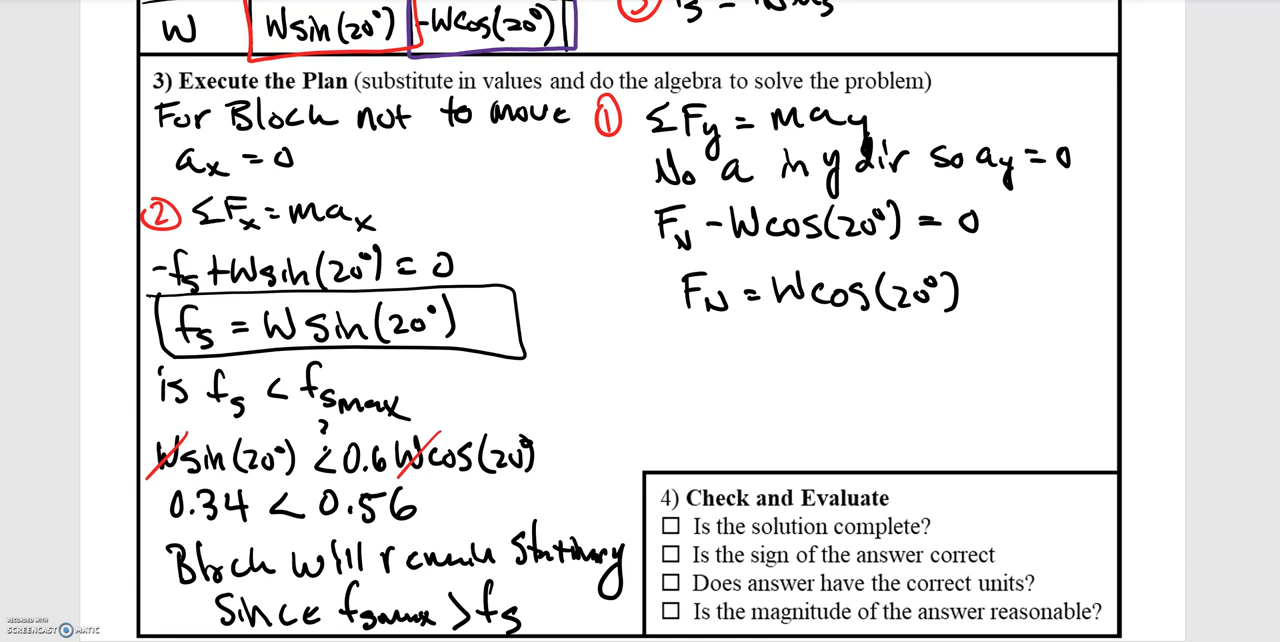 W Wsin(20°) -Wcos(20°)
3) Execute the Plan (substitute in values and do the algebra to solve the problem)
For Block not to move
aₓ = 0
② ΣFₓ = maₓ
-fₛ + Wsin(20°) = 0
fₛ = W sin(20°)
is fₛ < fₛmax
?
Wsin(20°) < 0.6 Wcos(20°)
0.34 < 0.56
Block will remain stationary
Since fₛmax > fₛ
① ΣFy = may
No a in y dir so ay = 0
F_N - Wcos(20°) = 0
F_N = Wcos(20°)
4) Check and Evaluate
☐ Is the solution complete?
☐ Is the sign of the answer correct
☐ Does answer have the correct units?
☐ Is the magnitude of the answer reasonable?
RECORDED WITH
SCREENCAST MATIC